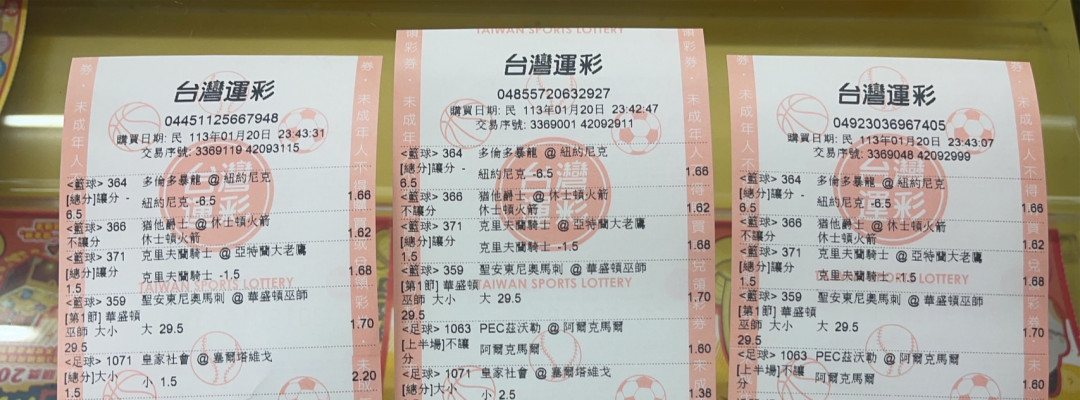 台灣運彩
04451125667948
購買日期: 民 113年01月20日 23:43:31
交易序號: 3369119 42093115
<籃球> 364 多倫多暴龍 @ 紐約尼克
[總分]讓分 - 紐約尼克 -6.5 1.66
6.5
<籃球> 366 猶他爵士 @ 休士頓火箭
不讓分 休士頓火箭 1.62
<籃球> 371 克里夫蘭騎士 @ 亞特蘭大老鷹
[總分]讓分 克里夫蘭騎士 -1.5 1.68
1.5
<籃球> 359 聖安東尼奧馬刺 @ 華盛頓巫師
[第1節] 華盛頓
巫師 大小 大 29.5 1.70
29.5
<足球> 1071 皇家社會 @ 塞爾塔維戈
[總分]大小 小 1.5 2.20
1.5
TAIWAN SPORTS LOTTERY
台灣運彩
04855720632927
購買日期: 民 113年01月20日 23:42:47
交易序號: 3369001 42092911
<籃球> 364 多倫多暴龍 @ 紐約尼克
[總分]讓分 - 紐約尼克 -6.5 1.66
6.5
<籃球> 366 猶他爵士 @ 休士頓火箭
不讓分 休士頓火箭 1.62
<籃球> 371 克里夫蘭騎士 @ 亞特蘭大老鷹
[總分]讓分 克里夫蘭騎士 -1.5 1.68
1.5
<籃球> 359 聖安東尼奧馬刺 @ 華盛頓巫師
[第1節] 華盛頓
TAIWAN SPORTS LOTTERY
巫師 大小 大 29.5 1.70
29.5
<足球> 1063 PEC茲沃勒 @ 阿爾克馬爾
[上半場]不讓分 阿爾克馬爾 1.60
<足球> 1071 皇家社會 @ 塞爾塔維戈
[總分]大小 小 2.5 1.38
1.5
台灣運彩
04923036967405
購買日期: 民 113年01月20日 23:43:07
交易序號: 3369048 42092999
<籃球> 364 多倫多暴龍 @ 紐約尼克
[總分]讓分 - 紐約尼克 -6.5 1.66
6.5
<籃球> 366 猶他爵士 @ 休士頓火箭
不讓分 休士頓火箭 1.62
<籃球> 371 克里夫蘭騎士 @ 亞特蘭大老鷹
[總分]讓分 克里夫蘭騎士 -1.5 1.68
1.5
<籃球> 359 聖安東尼奧馬刺 @ 華盛頓巫師
[第1節] 華盛頓
巫師 大小 大 29.5 1.70
29.5
<足球> 1063 PEC茲沃勒 @ 阿爾克馬爾
[上半場]不讓
分 阿爾克馬爾 1.60